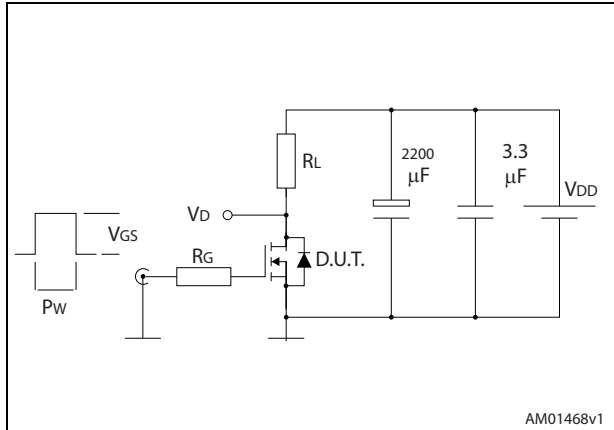 RL
2200
μF
3.3
μF
VDD
VD
VGS
RG
D.U.T.
PW
AM01468v1